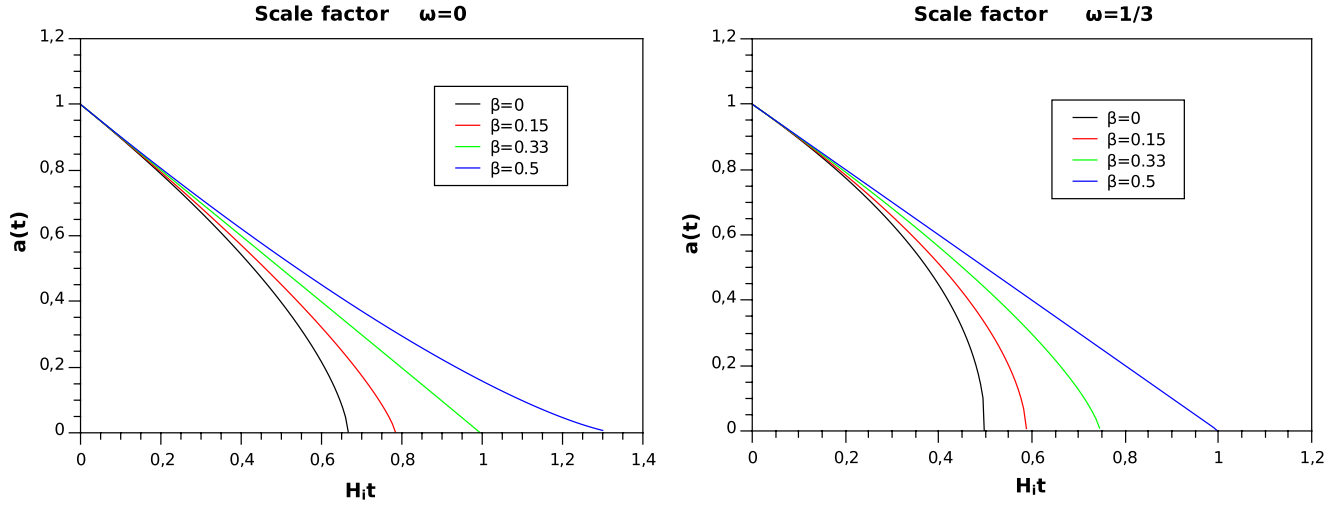 Scale factor ω=0
1,2
1
0,8
0,6
0,4
0,2
0
a(t)
β=0
β=0.15
β=0.33
β=0.5
0 0,2 0,4 0,6 0,8 1 1,2 1,4
Hᵢt
Scale factor ω=1/3
1,2
1
0,8
0,6
0,4
0,2
0
a(t)
β=0
β=0.15
β=0.33
β=0.5
0 0,2 0,4 0,6 0,8 1 1,2
Hᵢt